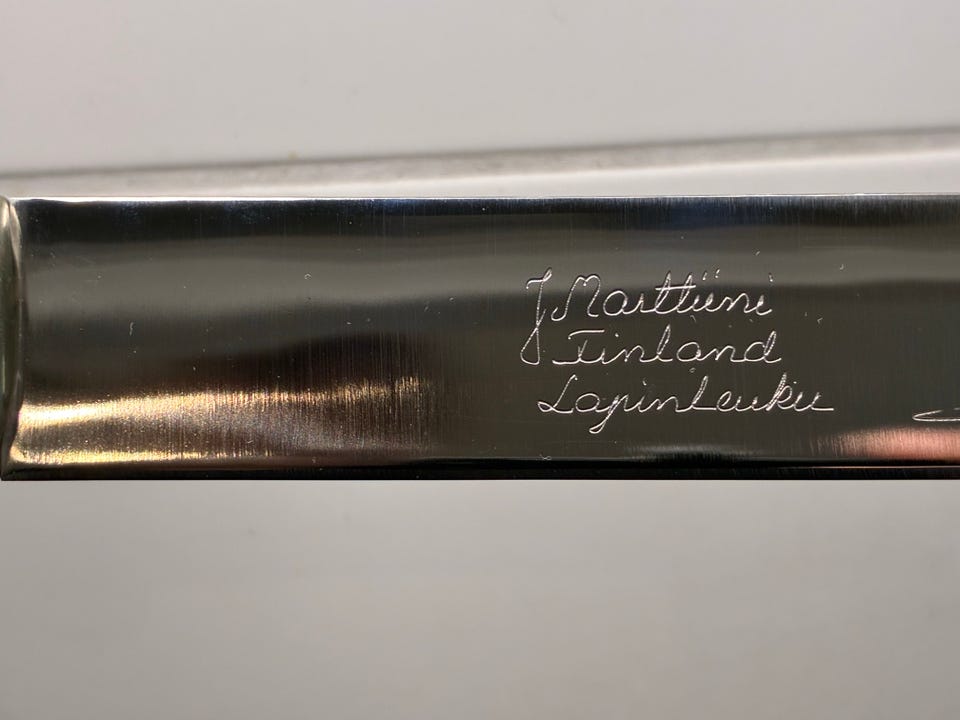 J. Marttiini
Finland
Lapinleuku